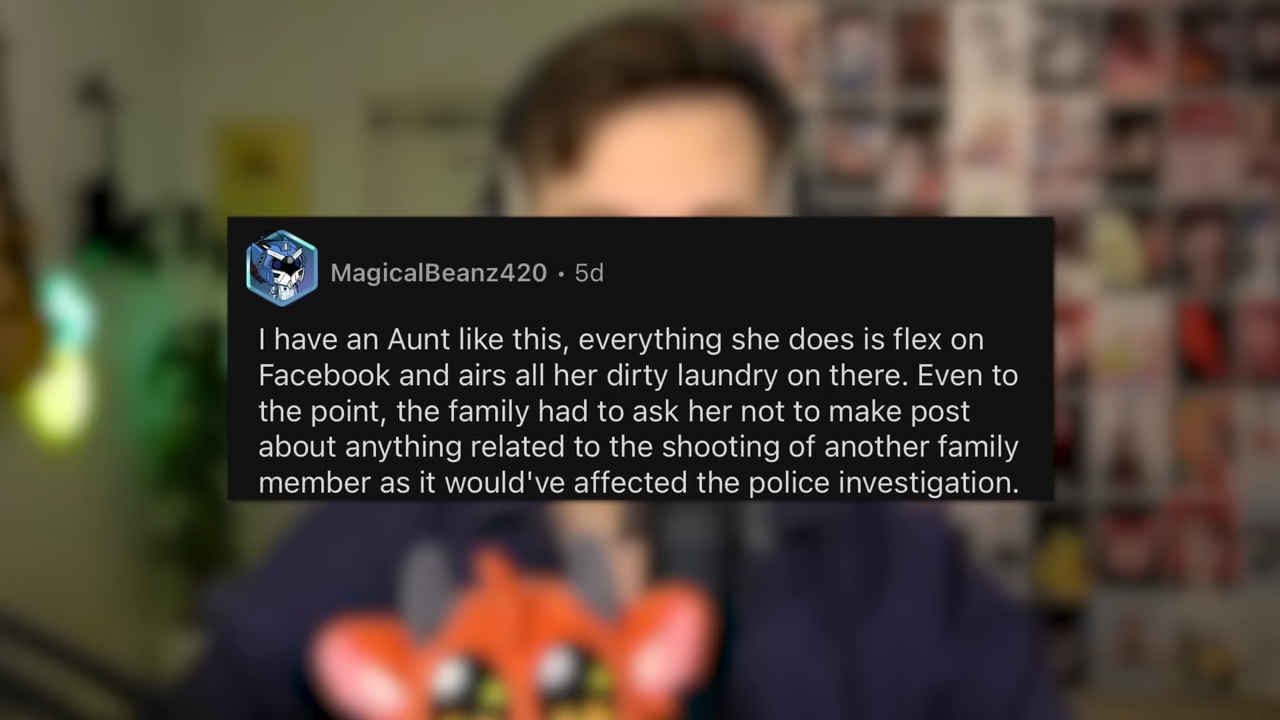 MagicalBeanz420 • 5d
I have an Aunt like this, everything she does is flex on
Facebook and airs all her dirty laundry on there. Even to
the point, the family had to ask her not to make post
about anything related to the shooting of another family
member as it would've affected the police investigation.